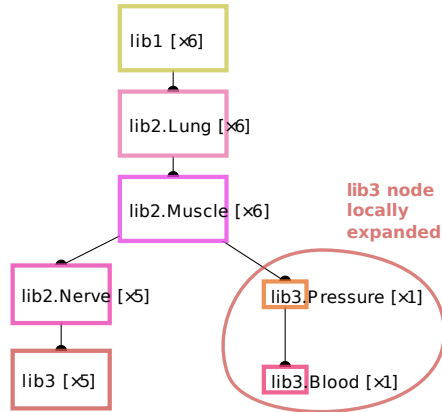 lib1 [×6]
lib2.Lung [×6]
lib2.Muscle [×6]
lib3 node
locally
expanded
lib2.Nerve [×5]
lib3.Pressure [×1]
lib3 [×5]
lib3.Blood [×1]